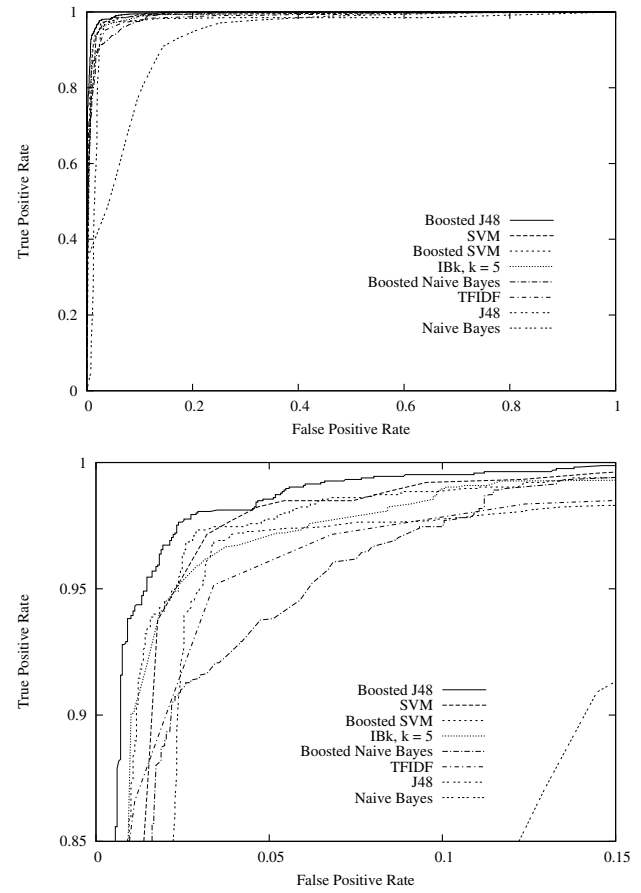 1
0.8
0.6
0.4
0.2
0
True Positive Rate
Boosted J48
SVM
Boosted SVM
IBk, k = 5
Boosted Naive Bayes
TFIDF
J48
Naive Bayes
0 0.2 0.4 0.6 0.8 1
False Positive Rate
1
0.95
0.9
0.85
True Positive Rate
Boosted J48
SVM
Boosted SVM
IBk, k = 5
Boosted Naive Bayes
TFIDF
J48
Naive Bayes
0 0.05 0.1 0.15
False Positive Rate